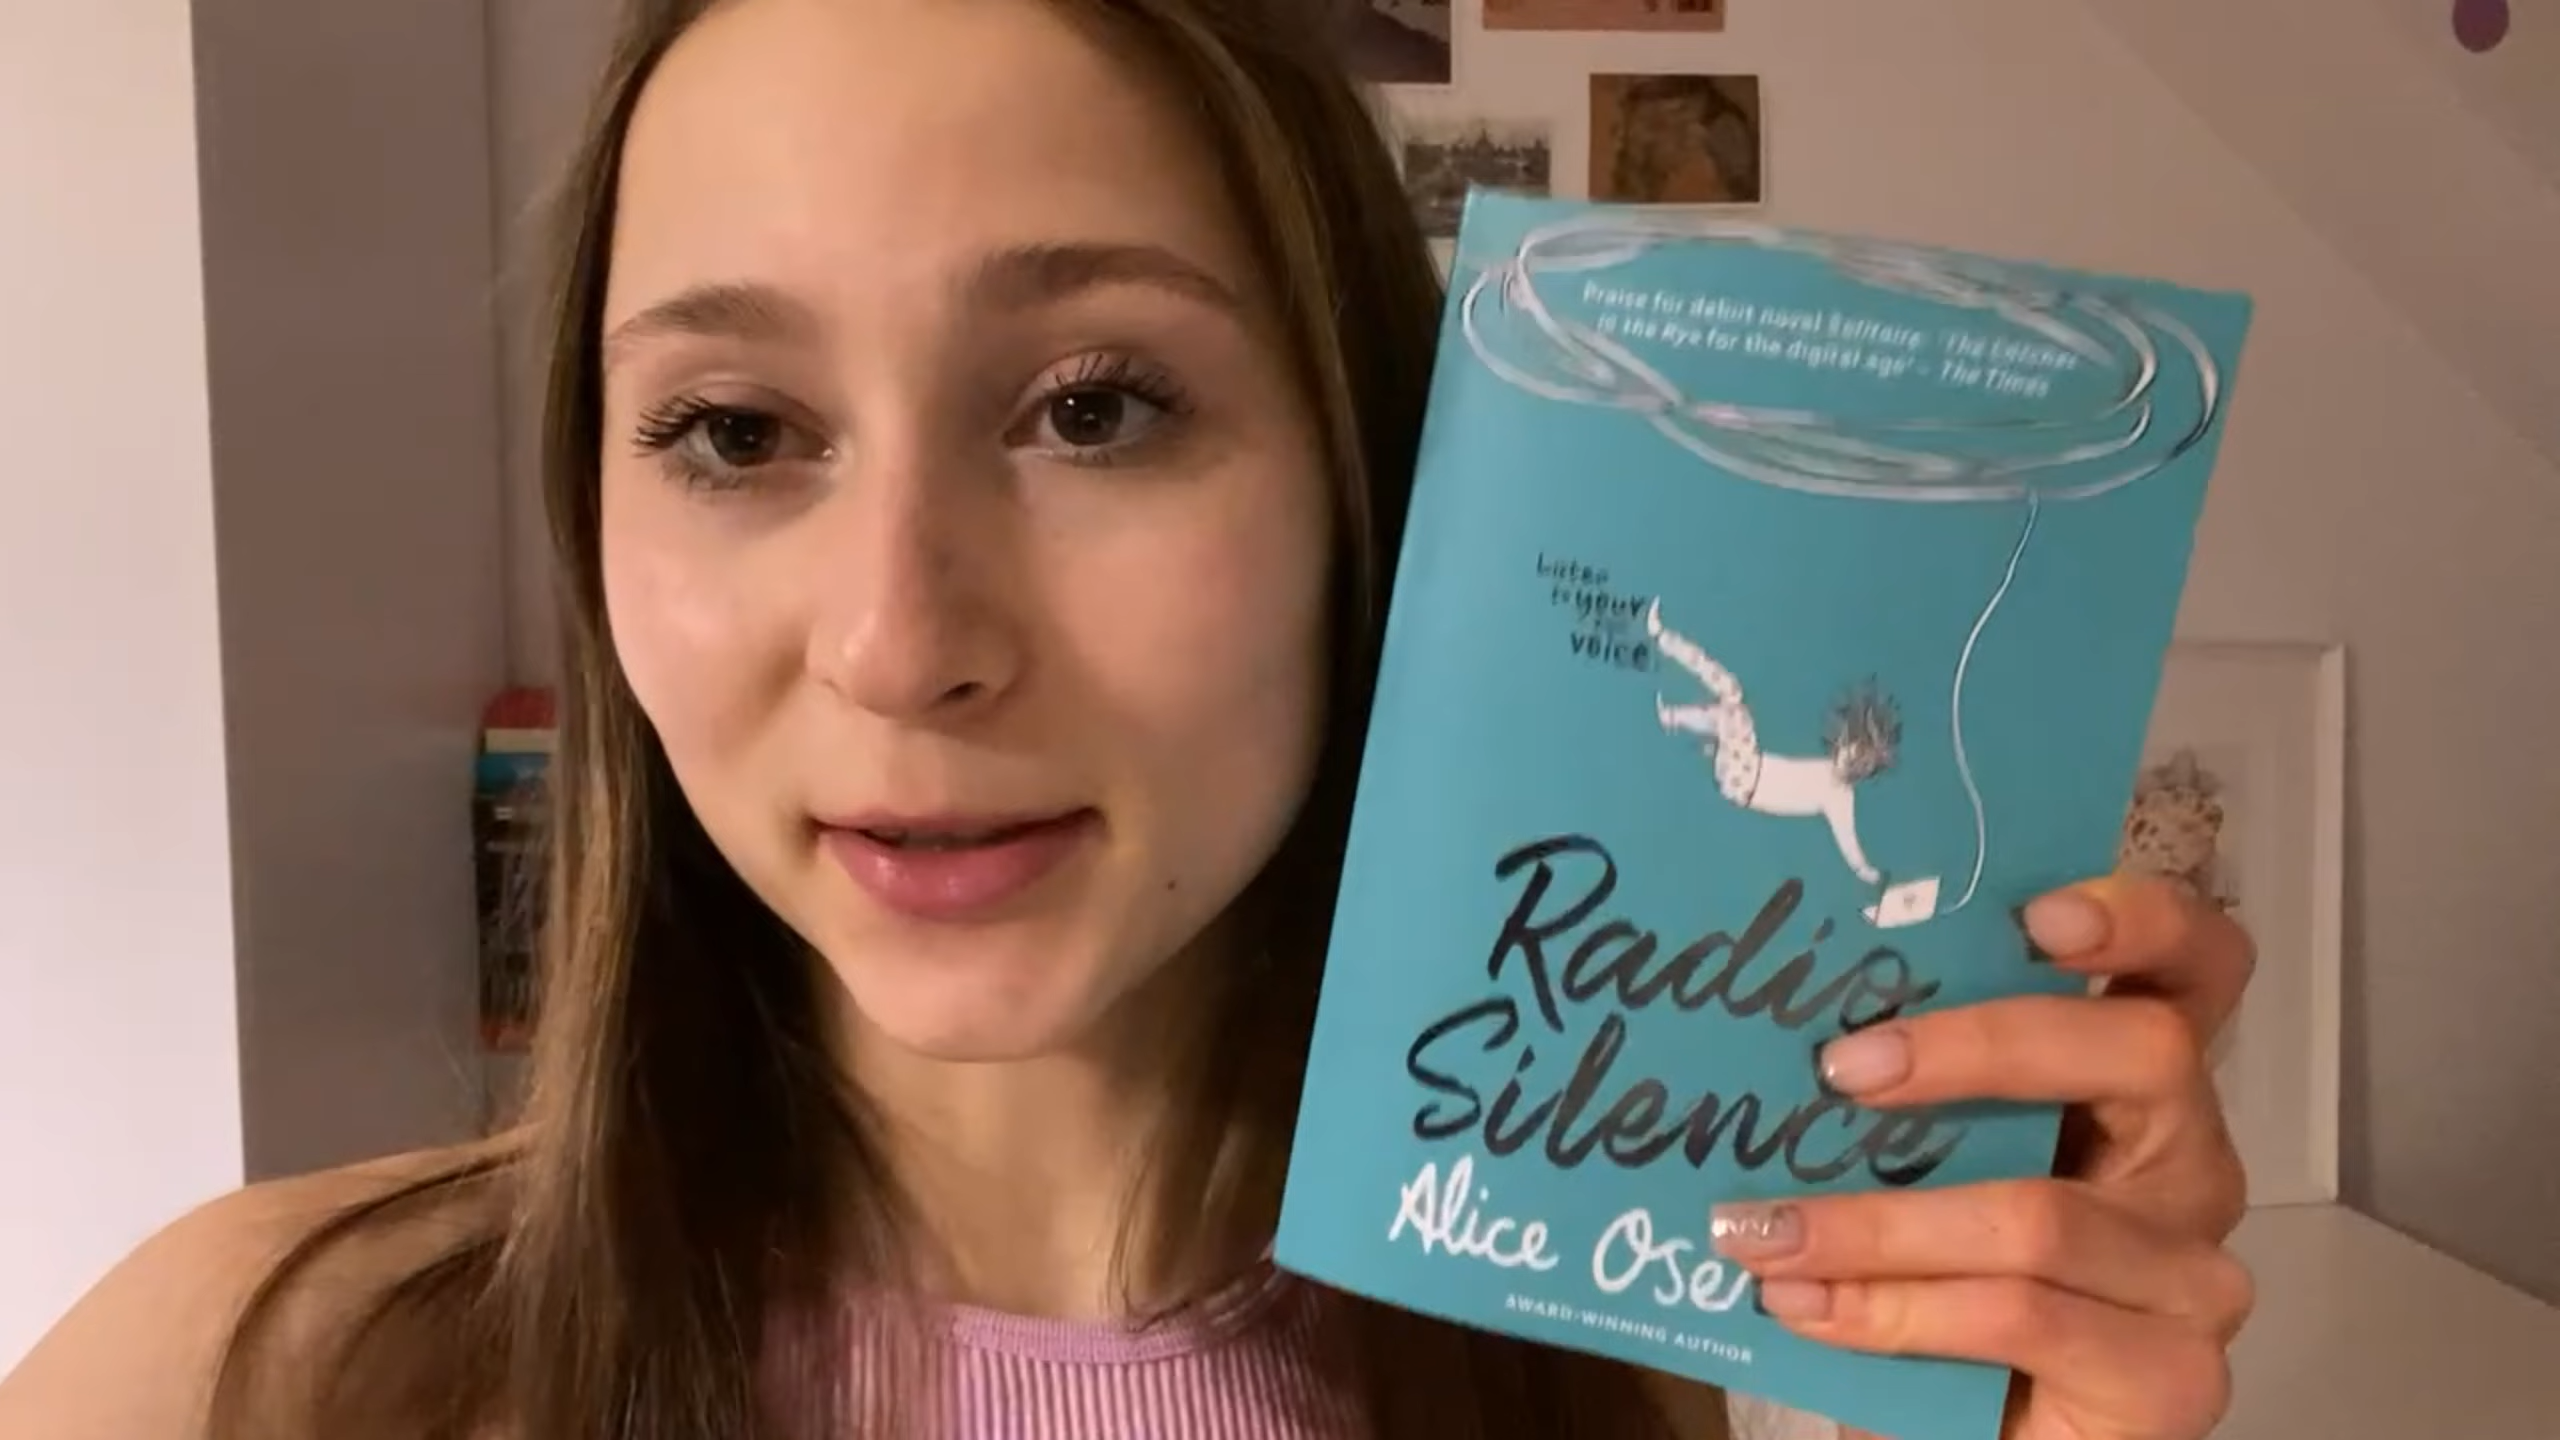 Praise for debut novel Solitaire: 'The Catcher
in the Rye for the digital age' – The Times
Listen
to your
voice
Radio
Silence
Alice Osem
AWARD-WINNING AUTHOR